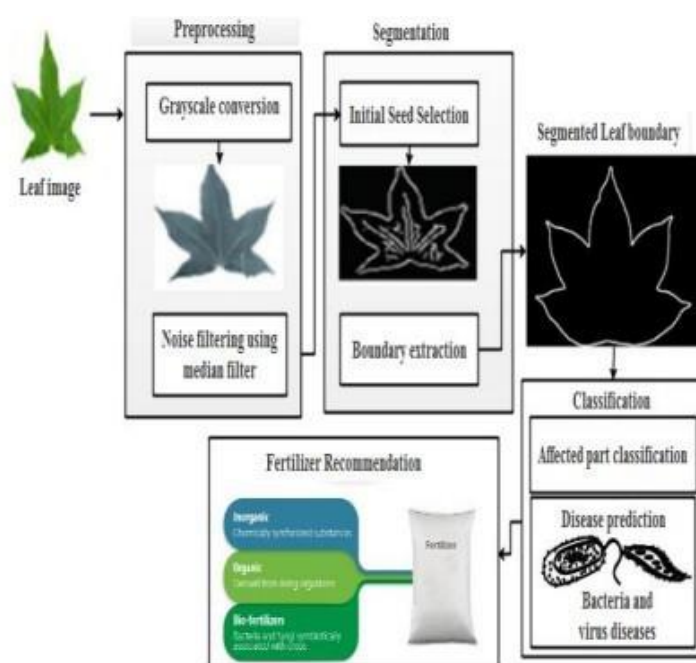 Preprocessing
Segmentation
Grayscale conversion
Initial Seed Selection
Leaf image
Segmented Leaf boundary
Noise filtering using
median filter
Boundary extraction
Classification
Affected part classification
Disease prediction
Bacteria and
virus diseases
Fertilizer Recommendation
Inorganic
Chemically synthesized substances
Organic
Derived from living organisms
Bio-fertilizers
Bacteria and Fungi symbiotically
associated with crops
Fertilizer